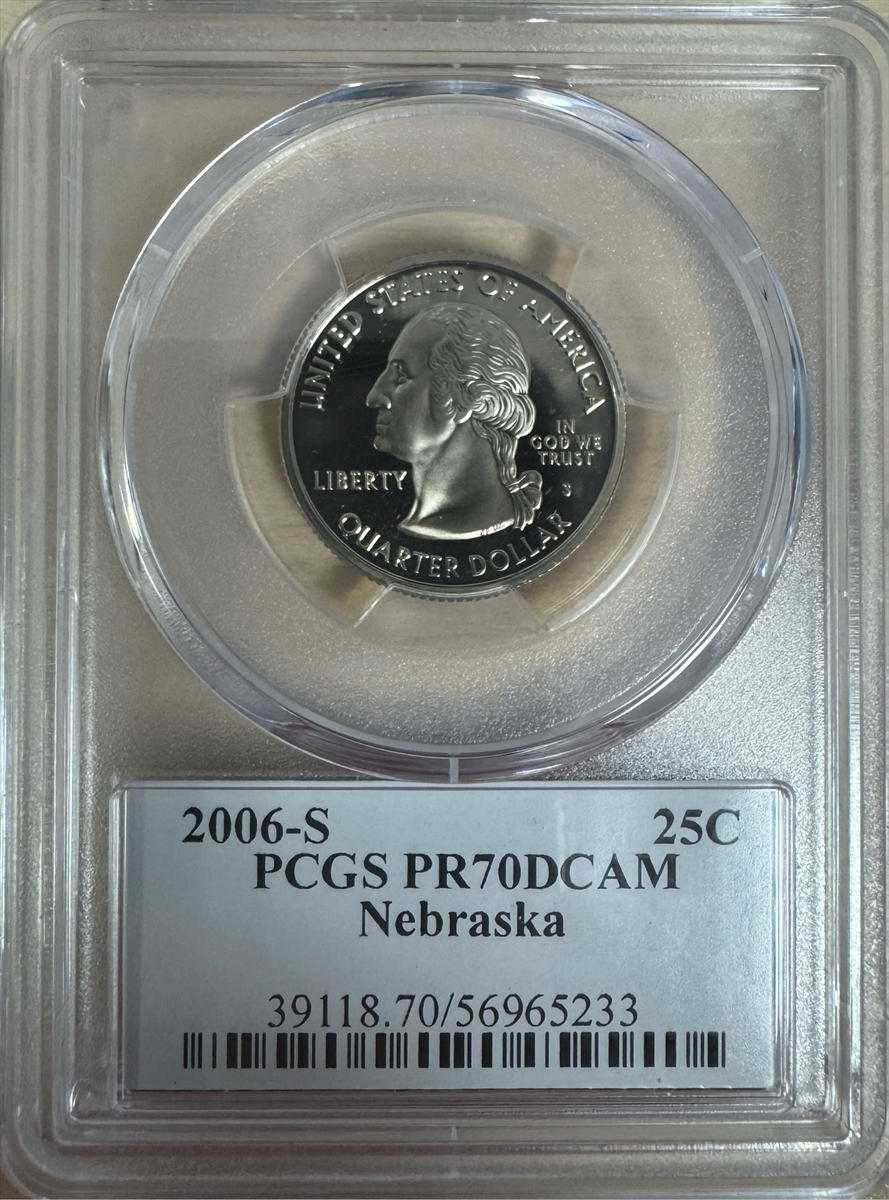 UNITED STATES OF AMERICA
IN
GOD WE
TRUST
LIBERTY
S
QUARTER DOLLAR
2006-S 25C
PCGS PR70DCAM
Nebraska
39118.70/56965233